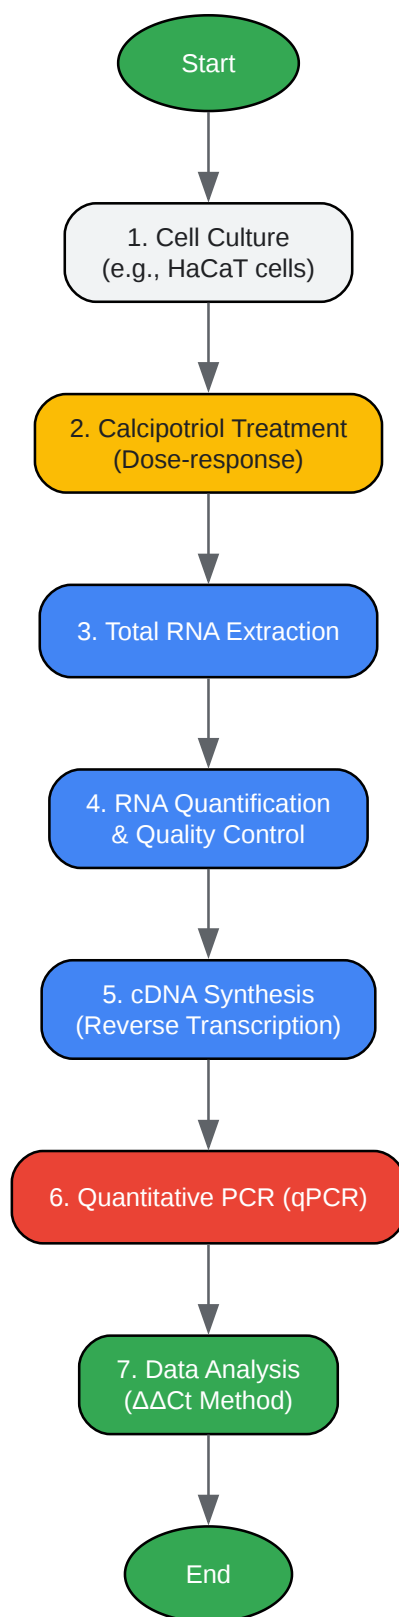 Start
1. Cell Culture
(e.g., HaCaT cells)
2. Calcipotriol Treatment
(Dose-response)
3. Total RNA Extraction
4. RNA Quantification
& Quality Control
5. cDNA Synthesis
(Reverse Transcription)
6. Quantitative PCR (qPCR)
7. Data Analysis
(ΔΔCt Method)
End